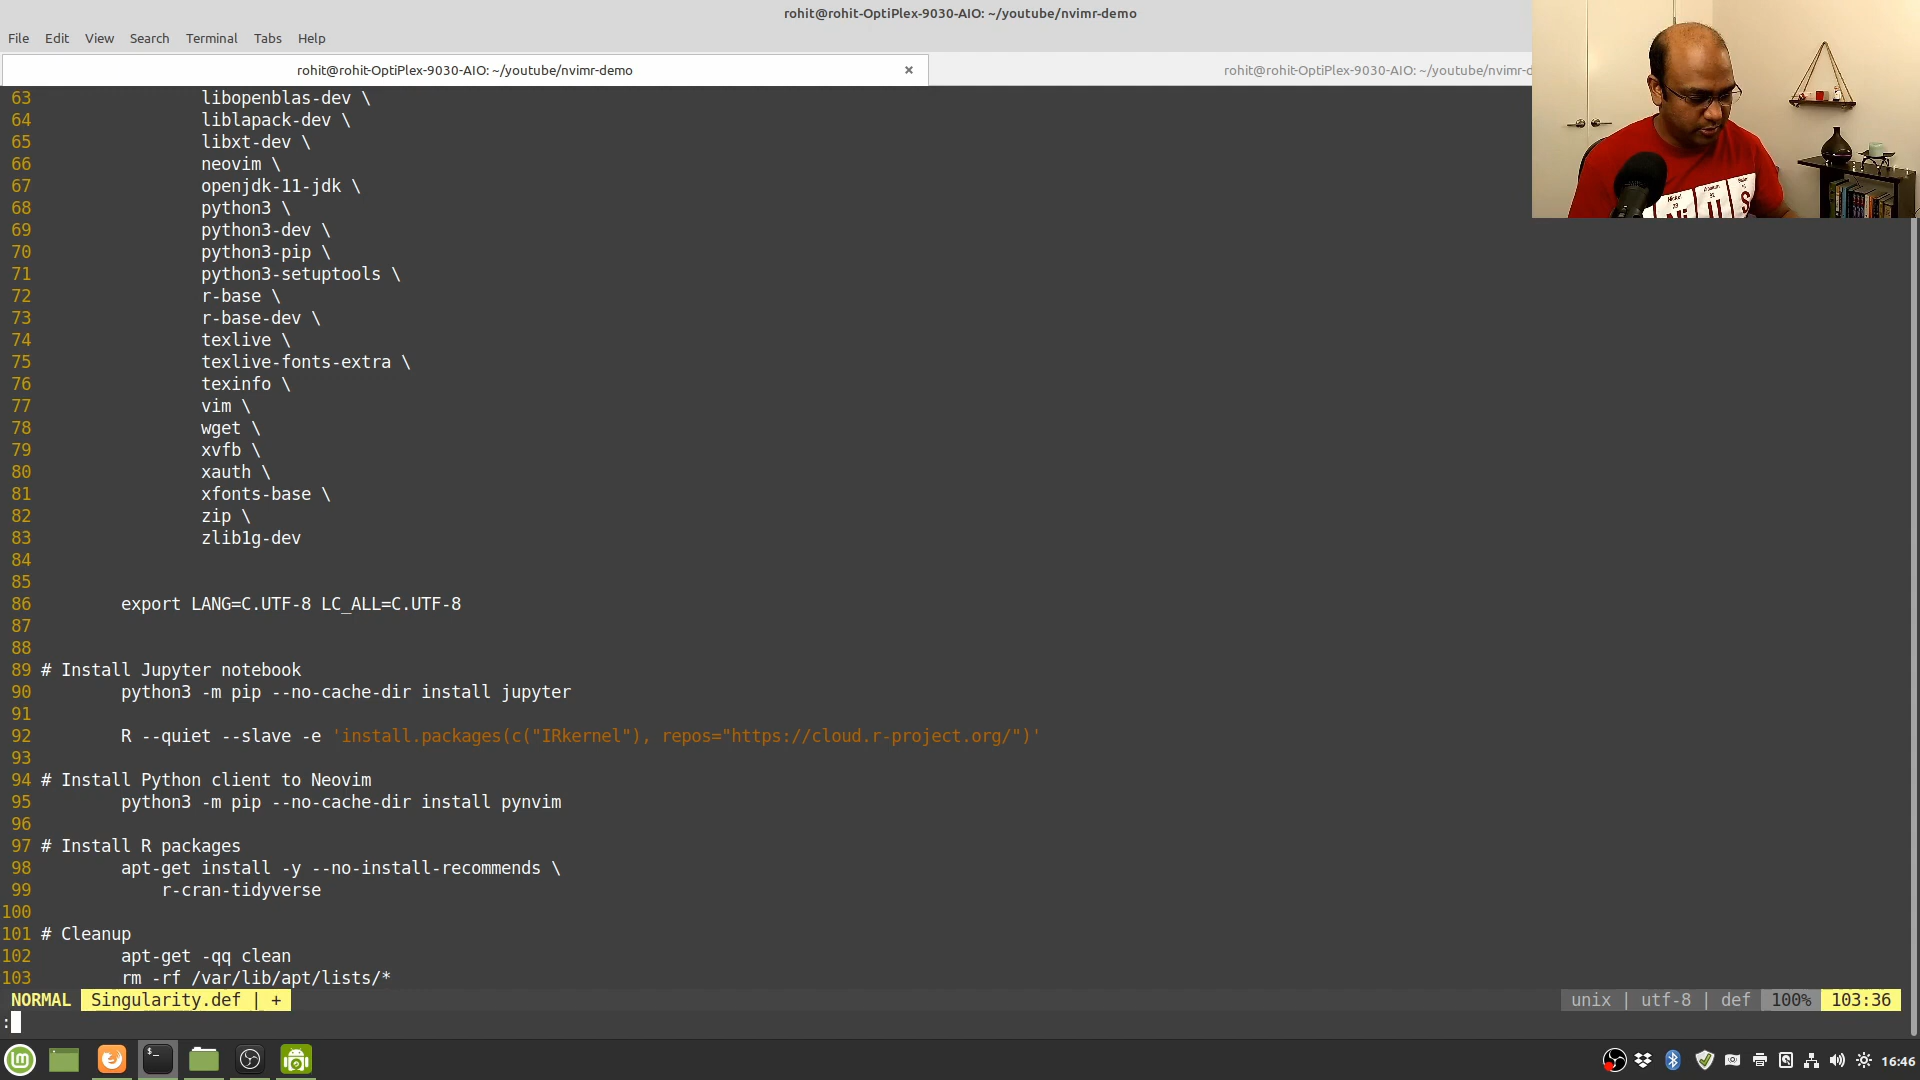 rohit@rohit-OptiPlex-9030-AIO: ~/youtube/nvimr-demo
File Edit View Search Terminal Tabs Help
rohit@rohit-OptiPlex-9030-AIO: ~/youtube/nvimr-demo × rohit@rohit-OptiPlex-9030-AIO: ~/youtube/nvimr-d
63 libopenblas-dev \
64 liblapack-dev \
65 libxt-dev \
66 neovim \
67 openjdk-11-jdk \
68 python3 \
69 python3-dev \
70 python3-pip \
71 python3-setuptools \
72 r-base \
73 r-base-dev \
74 texlive \
75 texlive-fonts-extra \
76 texinfo \
77 vim \
78 wget \
79 xvfb \
80 xauth \
81 xfonts-base \
82 zip \
83 zlib1g-dev
84
85
86 export LANG=C.UTF-8 LC_ALL=C.UTF-8
87
88
89 # Install Jupyter notebook
90 python3 -m pip --no-cache-dir install jupyter
91
92 R --quiet --slave -e 'install.packages(c("IRkernel"), repos="https://cloud.r-project.org/")'
93
94 # Install Python client to Neovim
95 python3 -m pip --no-cache-dir install pynvim
96
97 # Install R packages
98 apt-get install -y --no-install-recommends \
99 r-cran-tidyverse
100
101 # Cleanup
102 apt-get -qq clean
103 rm -rf /var/lib/apt/lists/*
NORMAL Singularity.def | + unix | utf-8 | def 100% 103:36
:
16:46